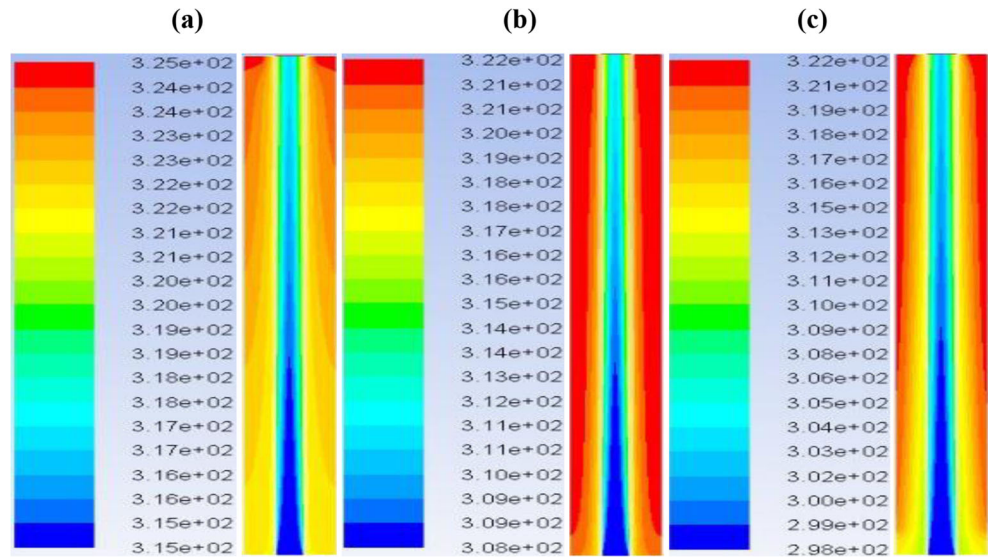 (a)
(b)
(c)
3.25e+02
3.24e+02
3.24e+02
3.23e+02
3.23e+02
3.22e+02
3.22e+02
3.21e+02
3.21e+02
3.20e+02
3.20e+02
3.19e+02
3.19e+02
3.18e+02
3.18e+02
3.17e+02
3.17e+02
3.16e+02
3.16e+02
3.15e+02
3.15e+02
3.22e+02
3.21e+02
3.21e+02
3.20e+02
3.19e+02
3.18e+02
3.18e+02
3.17e+02
3.16e+02
3.16e+02
3.15e+02
3.14e+02
3.14e+02
3.13e+02
3.12e+02
3.11e+02
3.11e+02
3.10e+02
3.09e+02
3.09e+02
3.08e+02
3.22e+02
3.21e+02
3.19e+02
3.18e+02
3.17e+02
3.16e+02
3.15e+02
3.13e+02
3.12e+02
3.11e+02
3.10e+02
3.09e+02
3.08e+02
3.06e+02
3.05e+02
3.04e+02
3.03e+02
3.02e+02
3.00e+02
2.99e+02
2.98e+02